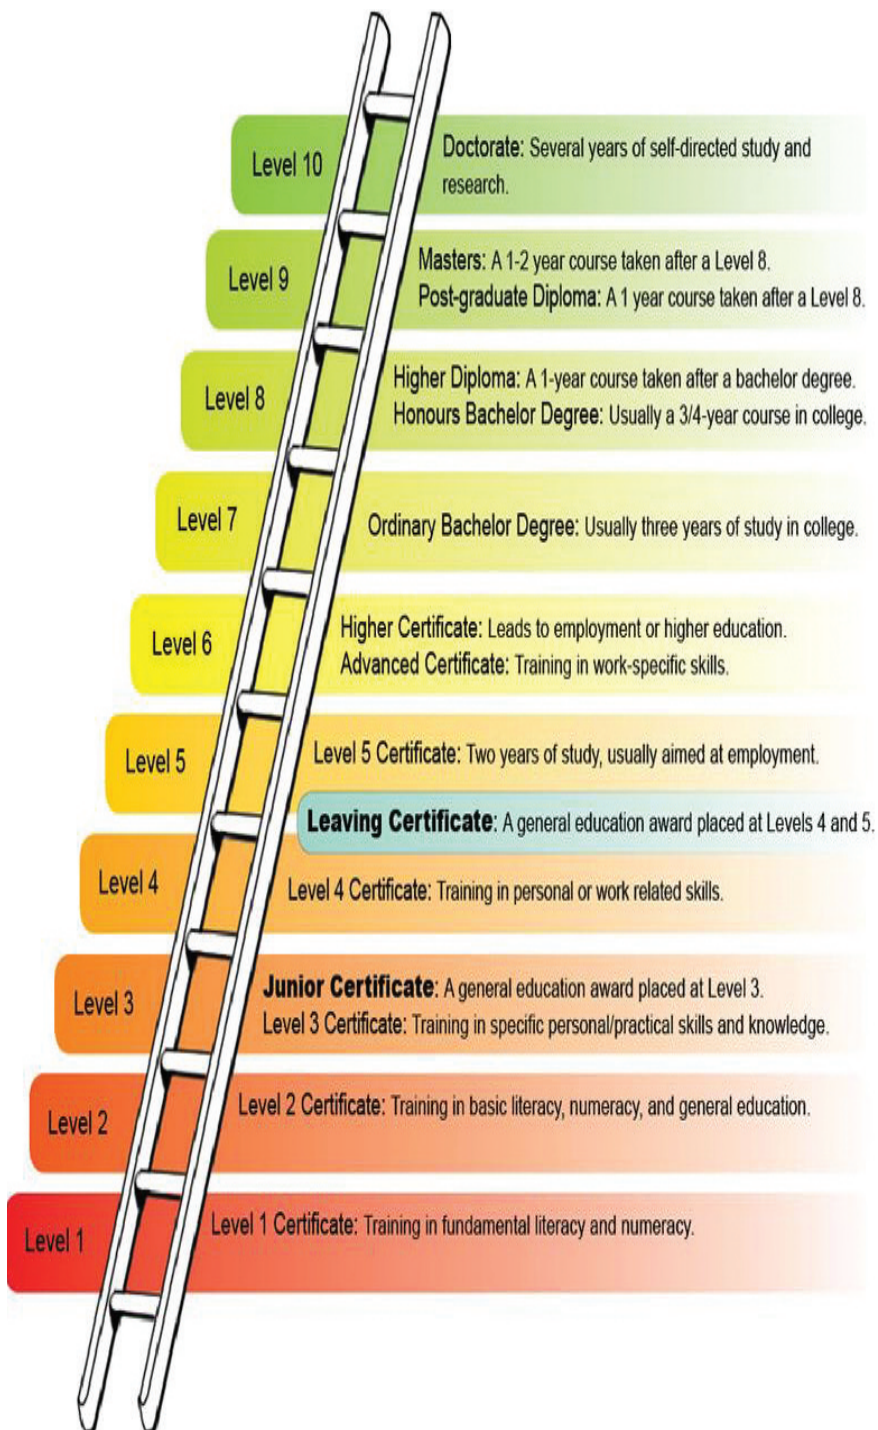 Level 10
Doctorate: Several years of self-directed study and
research.
Level 9
Masters: A 1-2 year course taken after a Level 8.
Post-graduate Diploma: A 1 year course taken after a Level 8.
Level 8
Higher Diploma: A 1-year course taken after a bachelor degree.
Honours Bachelor Degree: Usually a 3/4-year course in college.
Level 7
Ordinary Bachelor Degree: Usually three years of study in college.
Level 6
Higher Certificate: Leads to employment or higher education.
Advanced Certificate: Training in work-specific skills.
Level 5
Level 5 Certificate: Two years of study, usually aimed at employment.
Leaving Certificate: A general education award placed at Levels 4 and 5.
Level 4
Level 4 Certificate: Training in personal or work related skills.
Level 3
Junior Certificate: A general education award placed at Level 3.
Level 3 Certificate: Training in specific personal/practical skills and knowledge.
Level 2
Level 2 Certificate: Training in basic literacy, numeracy, and general education.
Level 1
Level 1 Certificate: Training in fundamental literacy and numeracy.